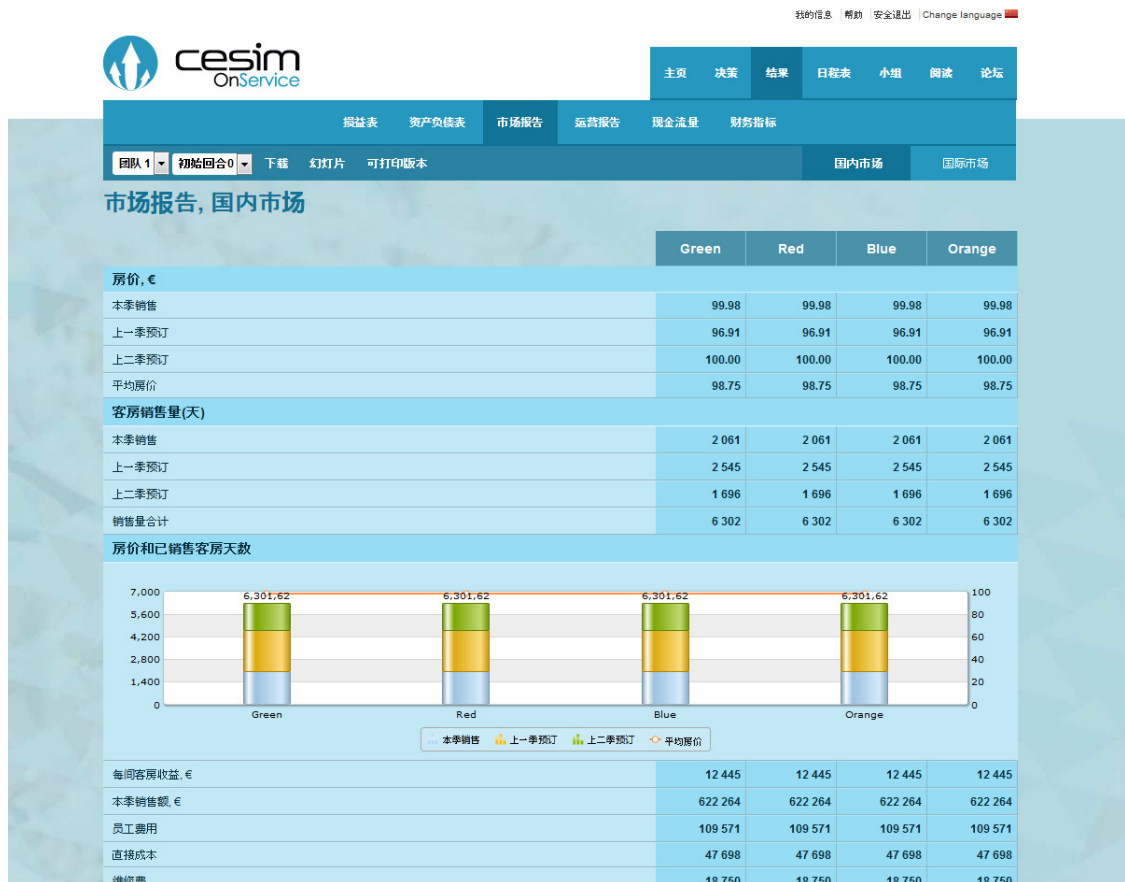 我的信息 帮助 安全退出 Change language
cesim
OnService
主页 决策 结果 日程表 小组 阅读 论坛
损益表 资产负债表 市场报告 运营报告 现金流量 财务指标
团队 1 初始回合0 下载 幻灯片 可打印版本 国内市场 国际市场
市场报告, 国内市场
Green Red Blue Orange
房价, €
本季销售 99.98 99.98 99.98 99.98
上一季预订 96.91 96.91 96.91 96.91
上二季预订 100.00 100.00 100.00 100.00
平均房价 98.75 98.75 98.75 98.75
客房销售量(天)
本季销售 2 061 2 061 2 061 2 061
上一季预订 2 545 2 545 2 545 2 545
上二季预订 1 696 1 696 1 696 1 696
销售量合计 6 302 6 302 6 302 6 302
房价和已销售客房天数
7,000 6,301,62 6,301,62 6,301,62 6,301,62 100
5,600 80
4,200 60
2,800 40
1,400 20
0 0
Green Red Blue Orange
本季销售 上一季预订 上二季预订 平均房价
每间客房收益, € 12 445 12 445 12 445 12 445
本季销售额, € 622 264 622 264 622 264 622 264
员工费用 109 571 109 571 109 571 109 571
直接成本 47 698 47 698 47 698 47 698
维修费 18 750 18 750 18 750 18 750